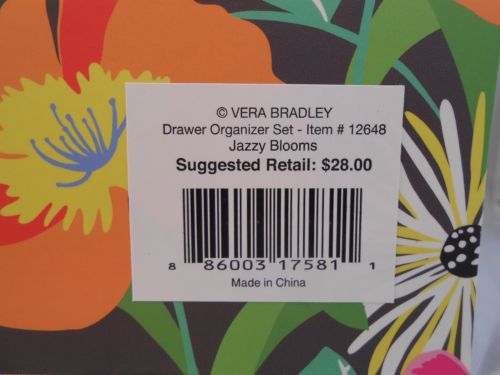 © VERA BRADLEY
Drawer Organizer Set - Item # 12648
Jazzy Blooms
Suggested Retail: $28.00
8 86003 17581 1
Made in China